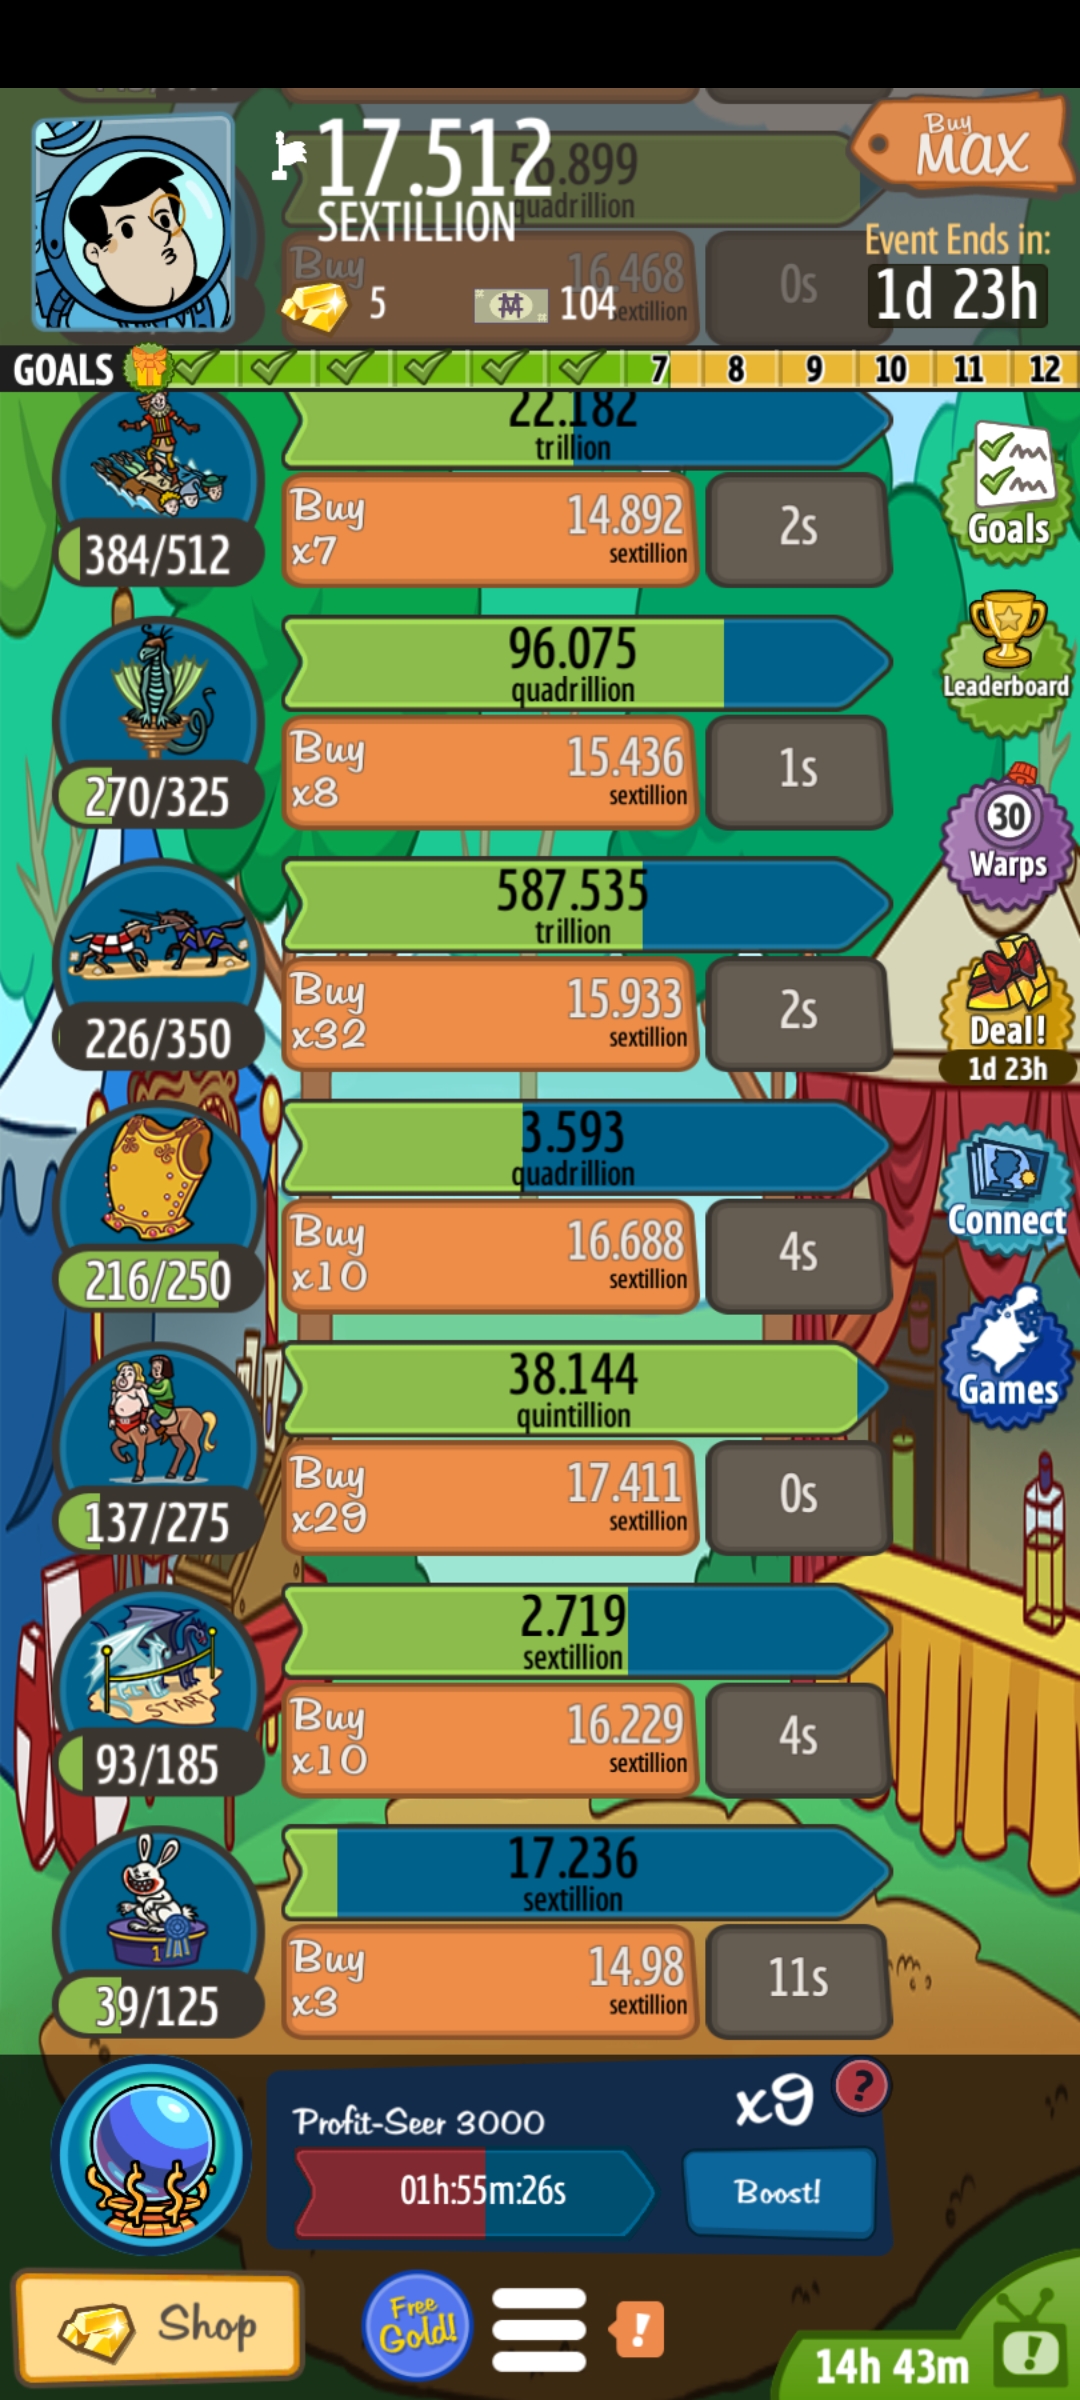 17.512
SEXTILLION
56.899
quadrillion
Buy
16.468
sextillion
0s
5
104
Buy
MAX
Event Ends in:
1d 23h
GOALS
7 8 9 10 11 12
22.182
trillion
Buy
x7
14.892
sextillion
2s
384/512
Goals
96.075
quadrillion
Leaderboard
Buy
x8
15.436
sextillion
1s
270/325
30
Warps
587.535
trillion
Buy
x32
15.933
sextillion
2s
226/350
Deal!
1d 23h
3.593
quadrillion
Buy
x10
16.688
sextillion
4s
216/250
Connect
38.144
quintillion
Games
Buy
x29
17.411
sextillion
0s
137/275
2.719
sextillion
START
Buy
x10
16.229
sextillion
4s
93/185
17.236
sextillion
1
Buy
x3
14.98
sextillion
11s
39/125
Profit-Seer 3000
x9
?
01h:55m:26s
Boost!
Shop
Free
Gold!
!
14h 43m
!